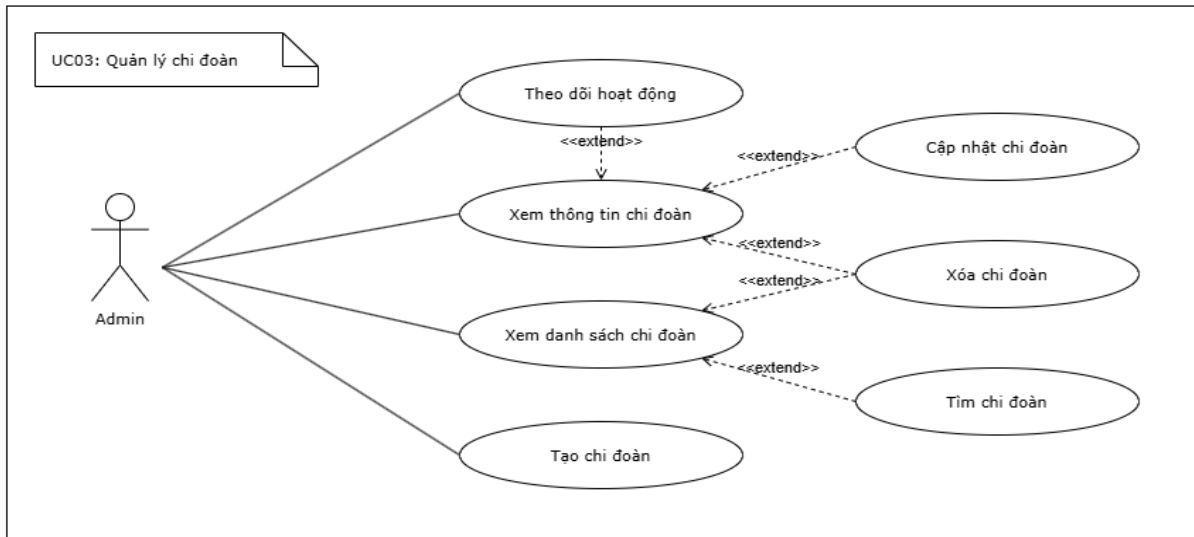 UC03: Quản lý chi đoàn
Theo dõi hoạt động
<<extend>>
Cập nhật chi đoàn
<<extend>>
Xem thông tin chi đoàn
<<extend>>
Xóa chi đoàn
<<extend>>
Admin
Xem danh sách chi đoàn
<<extend>>
Tìm chi đoàn
Tạo chi đoàn